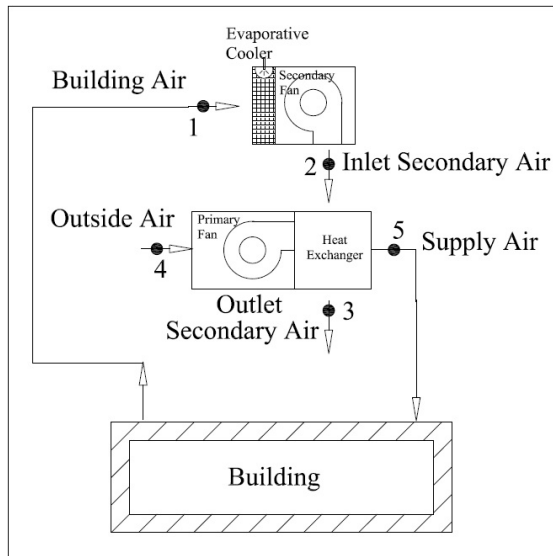 Evaporative
Cooler
Building Air
Secondary
Fan
1
2
Inlet Secondary Air
Outside Air
Primary
Fan
Heat
Exchanger
5
Supply Air
4
Outlet
Secondary Air
3
Building